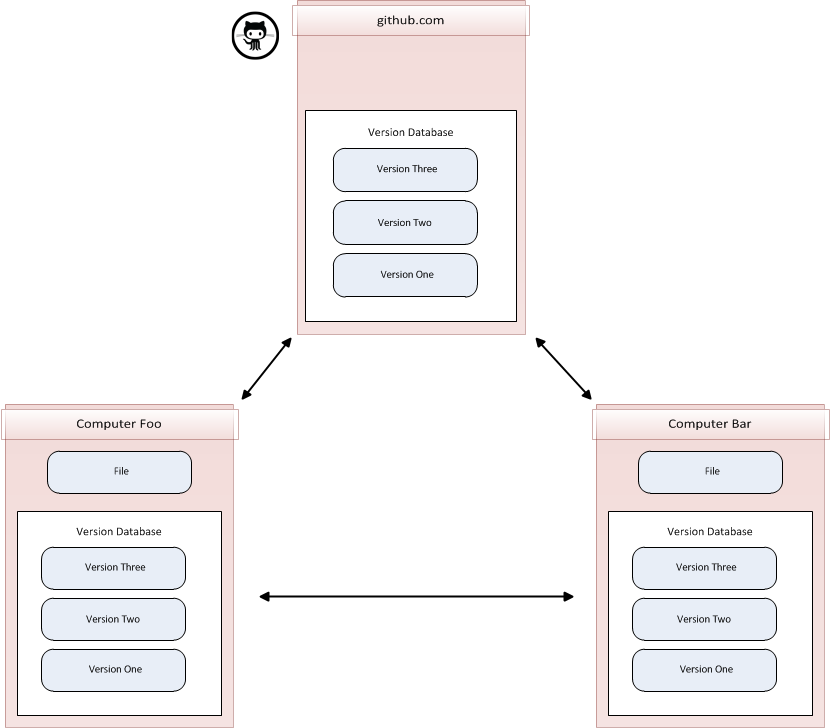 github.com
Version Database
Version Three
Version Two
Version One
Computer Foo
File
Version Database
Version Three
Version Two
Version One
Computer Bar
File
Version Database
Version Three
Version Two
Version One